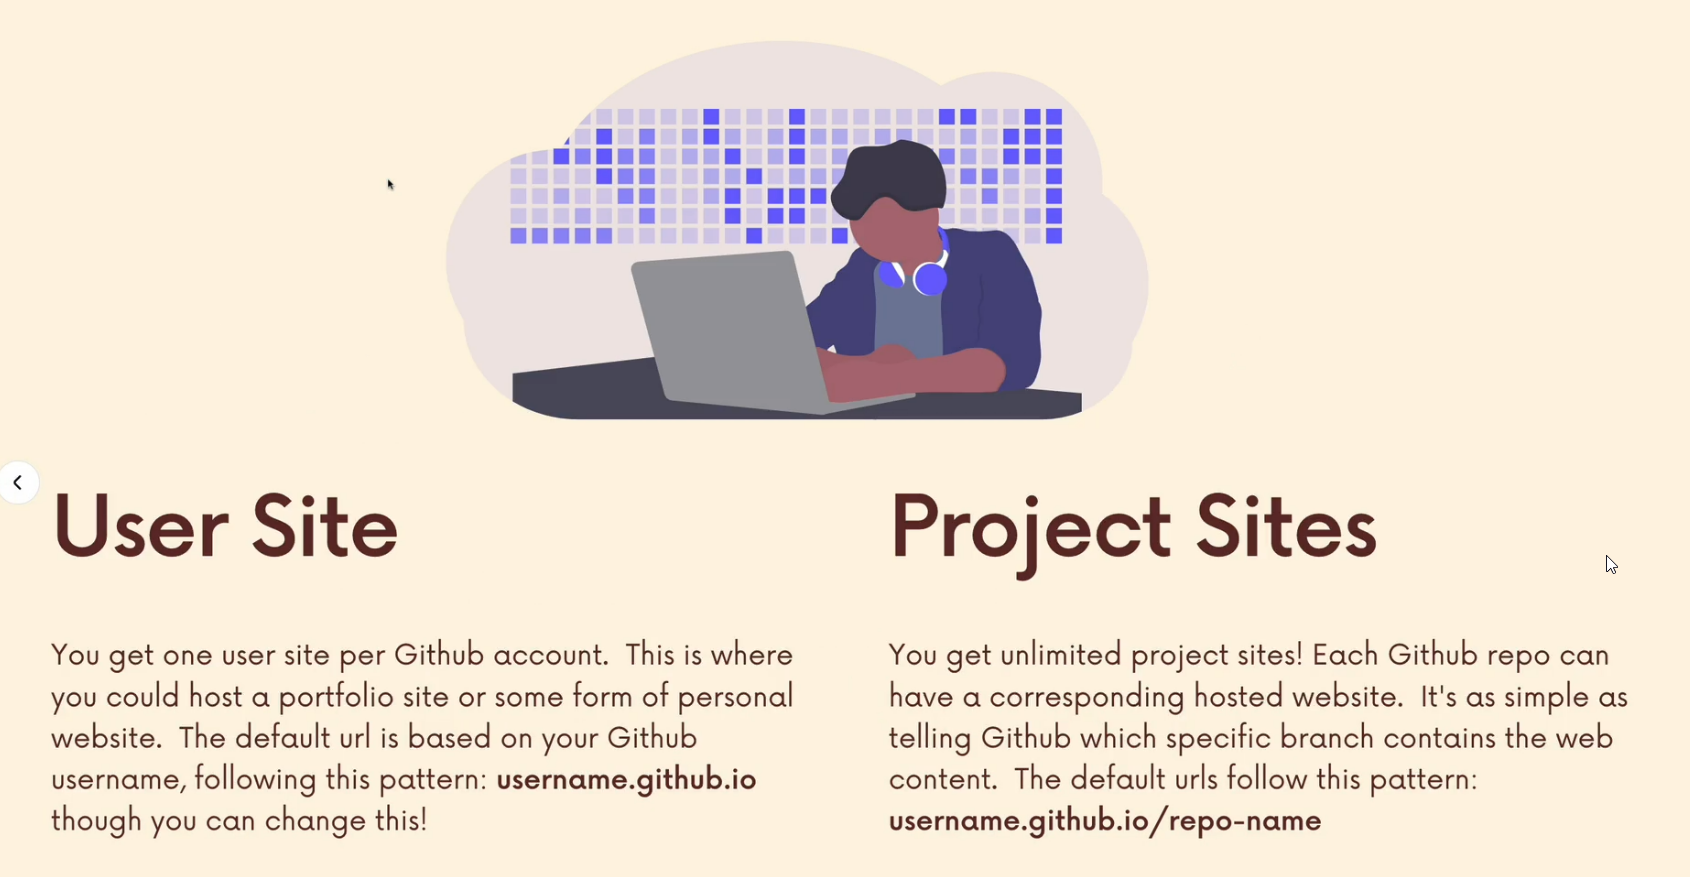 User Site
You get one user site per Github account.  This is where
you could host a portfolio site or some form of personal
website.  The default url is based on your Github
username, following this pattern: username.github.io
though you can change this!
Project Sites
You get unlimited project sites! Each Github repo can
have a corresponding hosted website.  It's as simple as
telling Github which specific branch contains the web
content.  The default urls follow this pattern:
username.github.io/repo-name